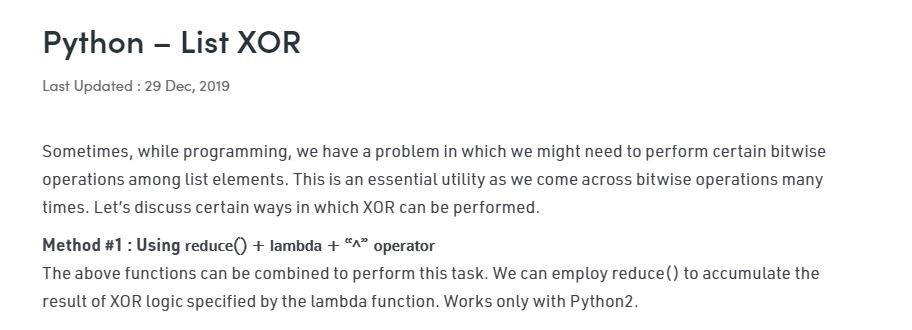 Python – List XOR
Last Updated : 29 Dec, 2019
Sometimes, while programming, we have a problem in which we might need to perform certain bitwise
operations among list elements. This is an essential utility as we come across bitwise operations many
times. Let’s discuss certain ways in which XOR can be performed.
Method #1 : Using reduce() + lambda + “^” operator
The above functions can be combined to perform this task. We can employ reduce() to accumulate the
result of XOR logic specified by the lambda function. Works only with Python2.